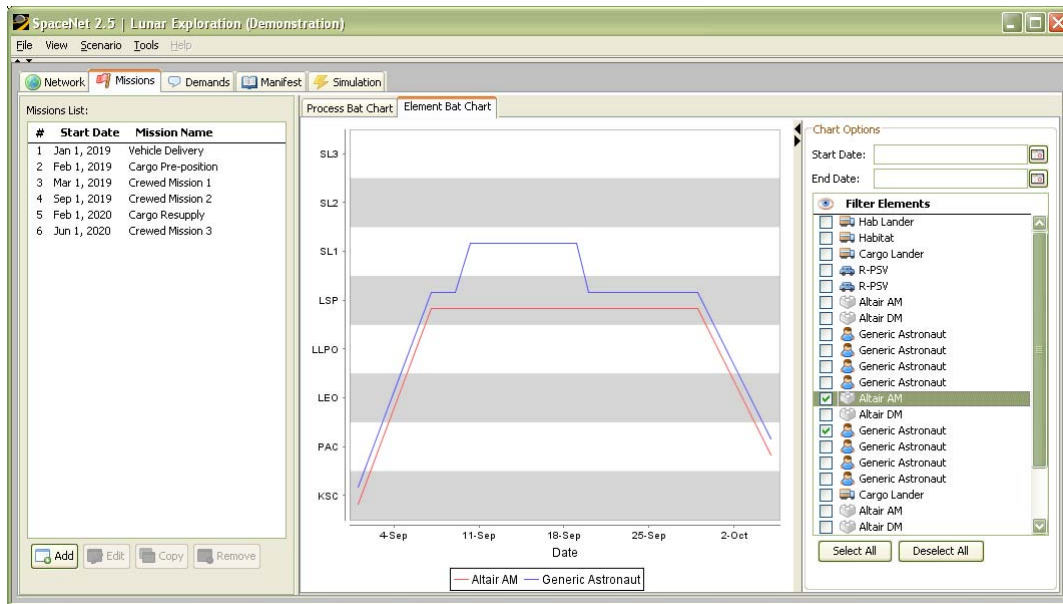 SpaceNet 2.5 | Lunar Exploration (Demonstration)
File View Scenario Tools Help
Network Missions Demands Manifest Simulation
Missions List:
# Start Date Mission Name
1 Jan 1, 2019 Vehicle Delivery
2 Feb 1, 2019 Cargo Pre-position
3 Mar 1, 2019 Crewed Mission 1
4 Sep 1, 2019 Crewed Mission 2
5 Feb 1, 2020 Cargo Resupply
6 Jun 1, 2020 Crewed Mission 3
Add Edit Copy Remove
Process Bat Chart Element Bat Chart
SL3
SL2
SL1
LSP
LLPO
LEO
PAC
KSC
4-Sep 11-Sep 18-Sep 25-Sep 2-Oct
Date
Altair AM Generic Astronaut
Chart Options
Start Date:
End Date:
Filter Elements
Hab Lander
Habitat
Cargo Lander
R-PSV
R-PSV
Altair AM
Altair DM
Generic Astronaut
Generic Astronaut
Generic Astronaut
Generic Astronaut
Altair AM
Altair DM
Generic Astronaut
Generic Astronaut
Generic Astronaut
Generic Astronaut
Cargo Lander
Altair AM
Altair DM
Select All Deselect All